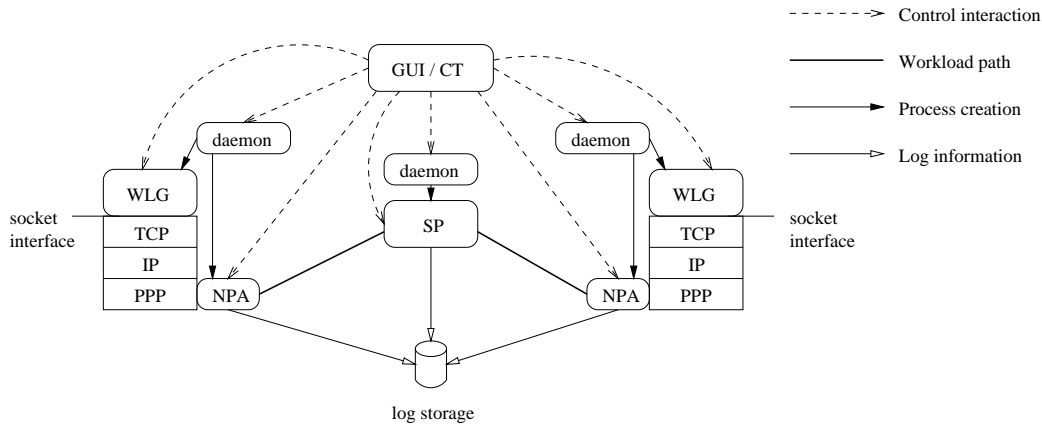 Control interaction
GUI / CT
Workload path
Process creation
daemon
daemon
Log information
daemon
WLG
WLG
socket
interface
SP
socket
interface
TCP
TCP
IP
IP
PPP
NPA
NPA
PPP
log storage